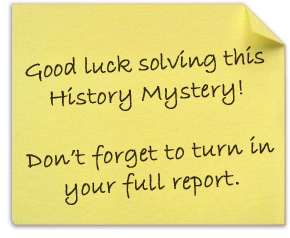 Good luck solving this
History Mystery!
Don't forget to turn in
your full report.